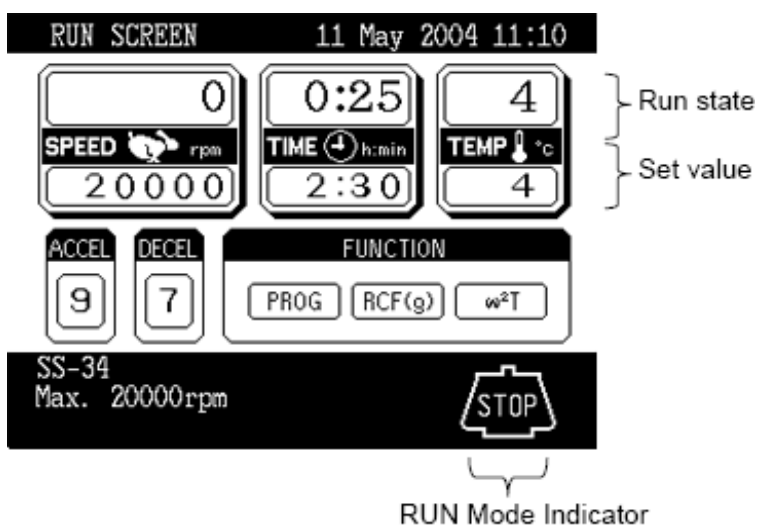 RUN SCREEN 11 May 2004 11:10
0 0:25 4
Run state
SPEED rpm TIME h:min TEMP °C
Set value
20000 2:30 4
ACCEL DECEL FUNCTION
9 7 PROG RCF(g) ω²T
SS-34
Max. 20000rpm
STOP
RUN Mode Indicator